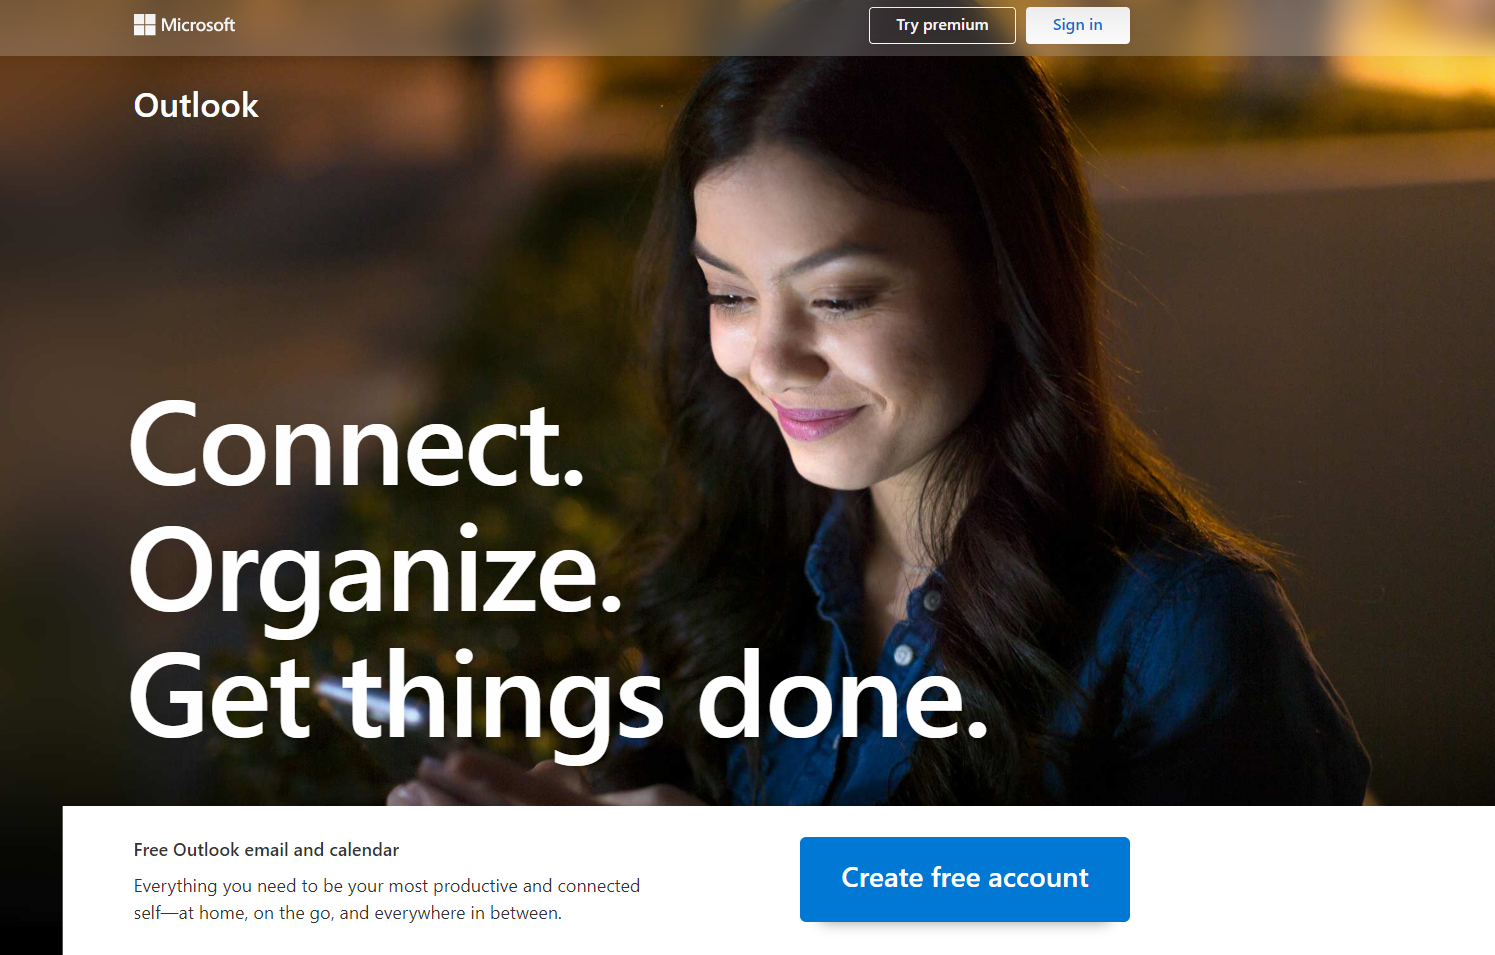 Microsoft
Try premium
Sign in
Outlook
Connect.
Organize.
Get things done.
Free Outlook email and calendar
Everything you need to be your most productive and connected
self—at home, on the go, and everywhere in between.
Create free account